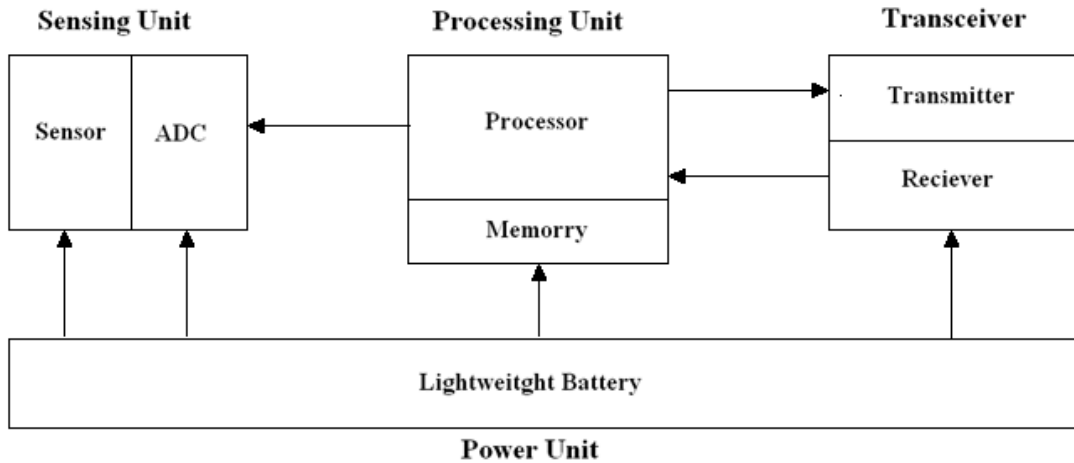 Sensing Unit
Processing Unit
Transceiver
Sensor
ADC
Processor
Transmitter
Reciever
Memorry
Lightweitght Battery
Power Unit